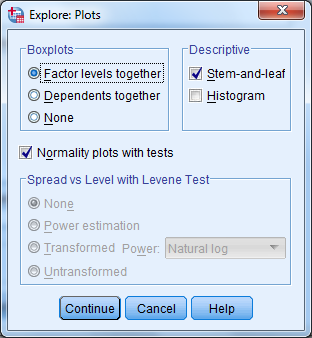 Explore: Plots
Boxplots
Factor levels together
Dependents together
None
Descriptive
Stem-and-leaf
Histogram
Normality plots with tests
Spread vs Level with Levene Test
None
Power estimation
Transformed Power: Natural log
Untransformed
Continue Cancel Help